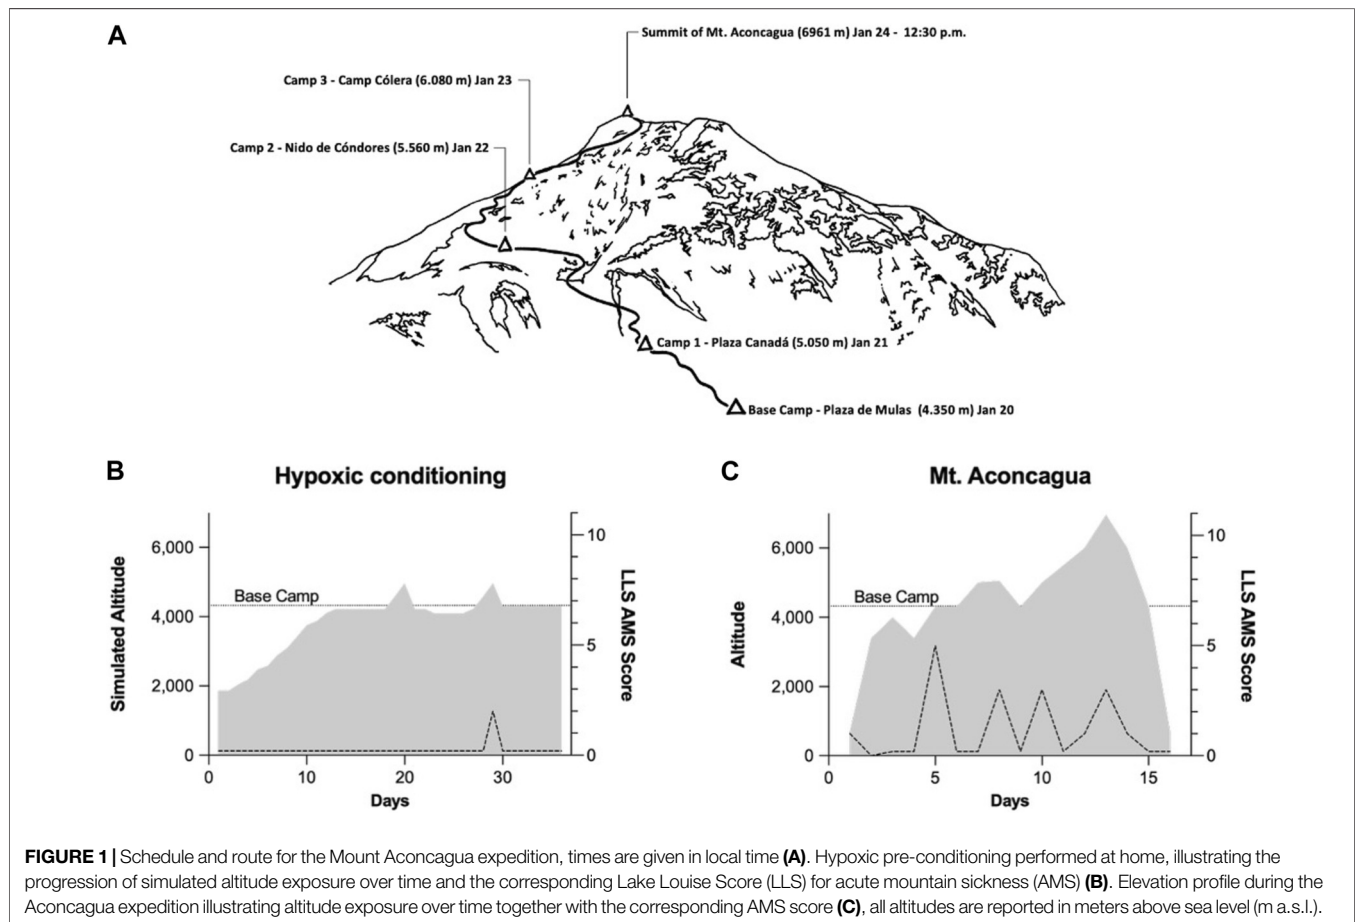 A
Summit of Mt. Aconcagua (6961 m) Jan 24 - 12:30 p.m.
Camp 3 - Camp Cólera (6.080 m) Jan 23
Camp 2 - Nido de Cóndores (5.560 m) Jan 22
Camp 1 - Plaza Canadá (5.050 m) Jan 21
Base Camp - Plaza de Mulas (4.350 m) Jan 20
B
Hypoxic conditioning
Simulated Altitude
6,000
4,000
2,000
0
Base Camp
10
5
0
LLS AMS Score
0
10
20
30
Days
C
Mt. Aconcagua
Altitude
6,000
4,000
2,000
0
Base Camp
10
5
0
LLS AMS Score
0
5
10
15
Days
FIGURE 1 | Schedule and route for the Mount Aconcagua expedition, times are given in local time (A). Hypoxic pre-conditioning performed at home, illustrating the
progression of simulated altitude exposure over time and the corresponding Lake Louise Score (LLS) for acute mountain sickness (AMS) (B). Elevation profile during the
Aconcagua expedition illustrating altitude exposure over time together with the corresponding AMS score (C), all altitudes are reported in meters above sea level (m a.s.l.).